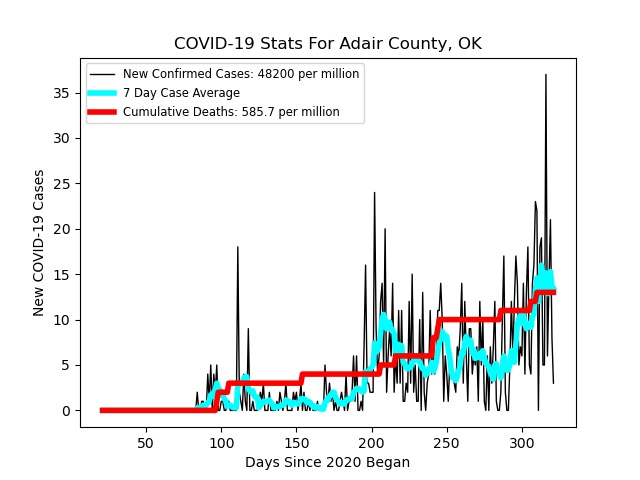 COVID-19 Stats For Adair County, OK
New Confirmed Cases: 48200 per million
7 Day Case Average
Cumulative Deaths: 585.7 per million
35
30
25
20
15
10
5
0
New COVID-19 Cases
50 100 150 200 250 300
Days Since 2020 Began